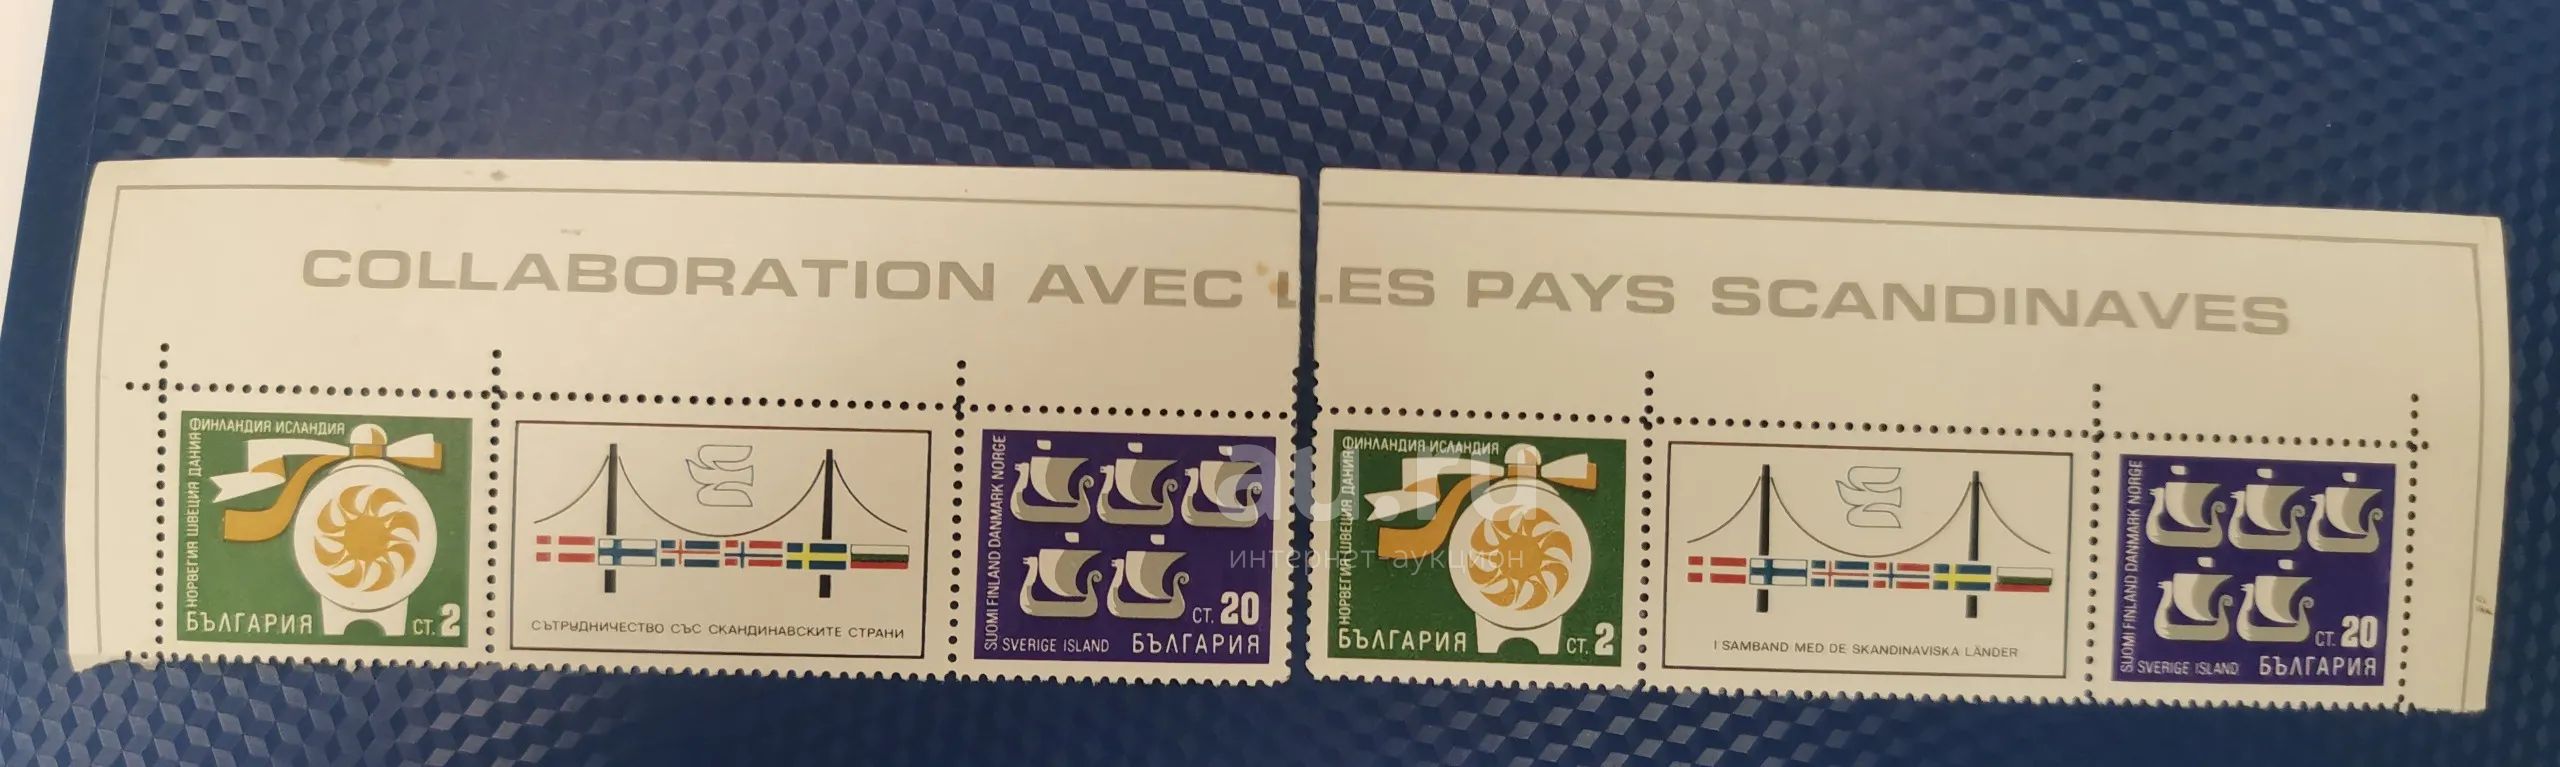 COLLABORATION AVEC LES PAYS SCANDINAVES
ФИНЛАНДИЯ ИСЛАНДИЯ
НОРВЕГИЯ ШВЕЦИЯ ДАНИЯ
БЪЛГАРИЯ СТ. 2
СЪТРУДНИЧЕСТВО СЪС СКАНДИНАВСКИТЕ СТРАНИ
SUOMI FINLAND DANMARK NORGE
SVERIGE ISLAND
СТ. 20
БЪЛГАРИЯ
ФИНЛАНДИЯ ИСЛАНДИЯ
НОРВЕГИЯ ШВЕЦИЯ ДАНИЯ
БЪЛГАРИЯ СТ. 2
I SAMBAND MED DE SKANDINAVISKA LÄNDER
SUOMI FINLAND DANMARK NORGE
SVERIGE ISLAND
СТ. 20
БЪЛГАРИЯ
au.ru
интернет-аукцион